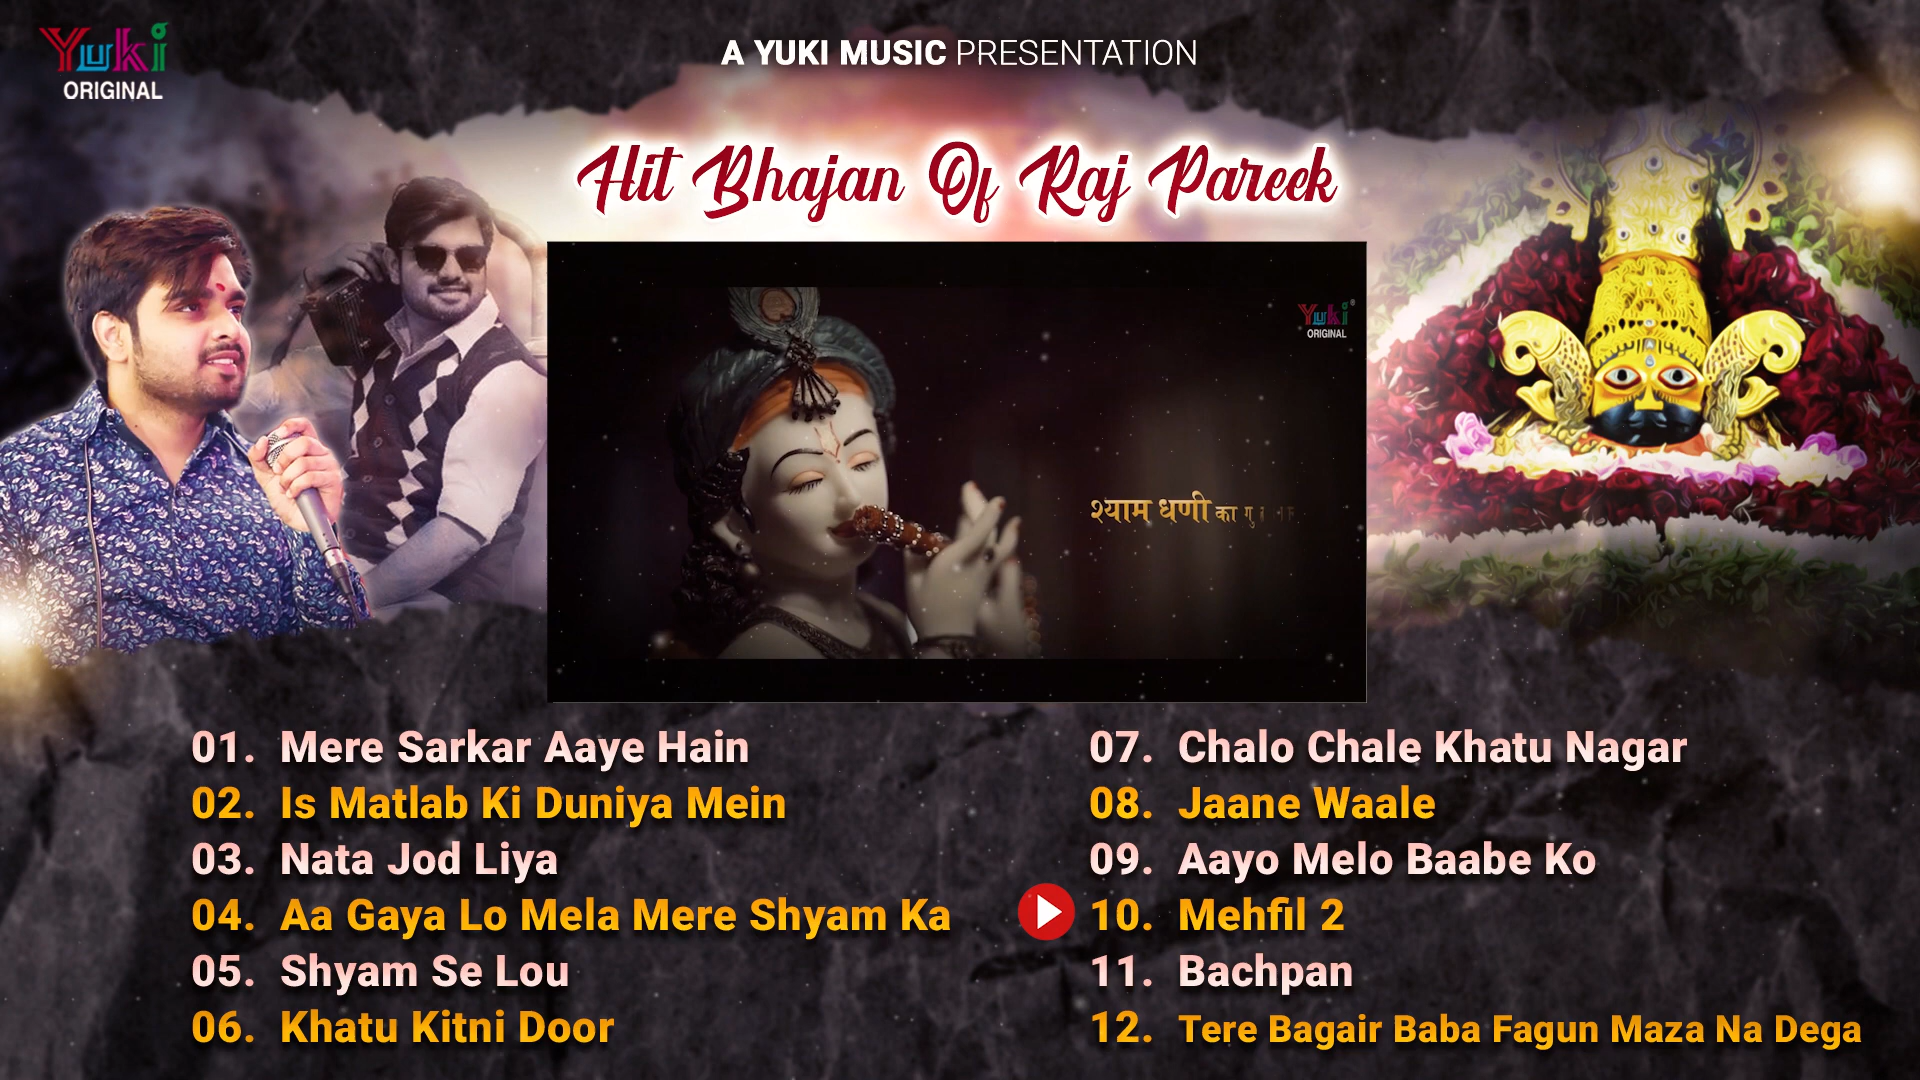 Yuki
ORIGINAL
A YUKI MUSIC PRESENTATION
Hit Bhajan Of Raj Pareek
Yuki
ORIGINAL
श्याम धणी का
01. Mere Sarkar Aaye Hain
02. Is Matlab Ki Duniya Mein
03. Nata Jod Liya
04. Aa Gaya Lo Mela Mere Shyam Ka
05. Shyam Se Lou
06. Khatu Kitni Door
07. Chalo Chale Khatu Nagar
08. Jaane Waale
09. Aayo Melo Baabe Ko
10. Mehfil 2
11. Bachpan
12. Tere Bagair Baba Fagun Maza Na Dega